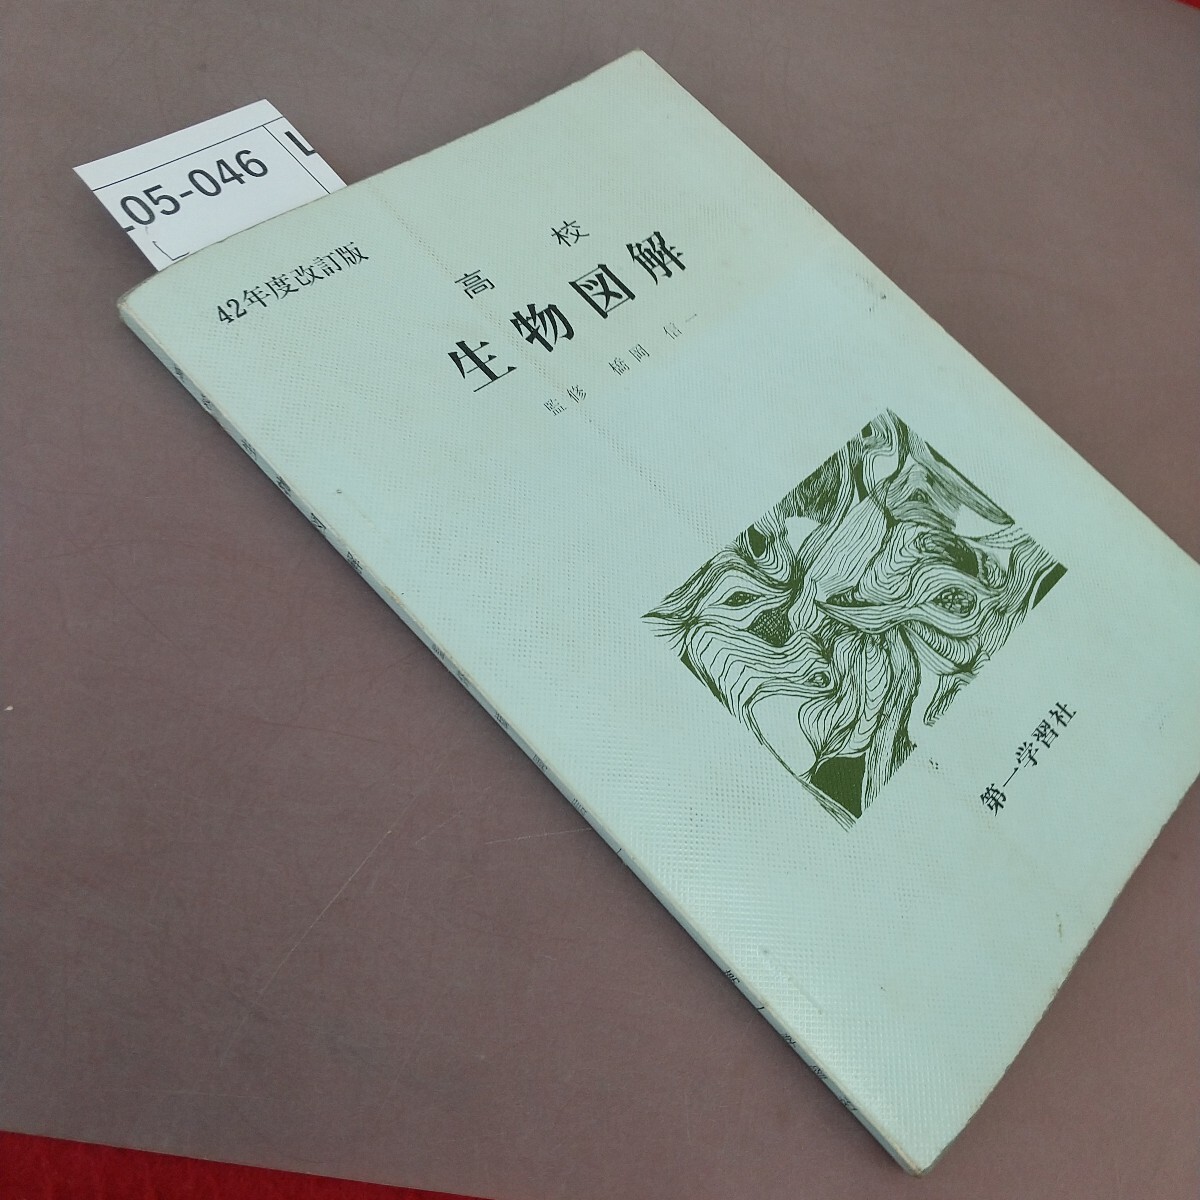 L05-046
L
42年度改訂版
高校
生物図解
監修 橋岡 信一
第一学習社